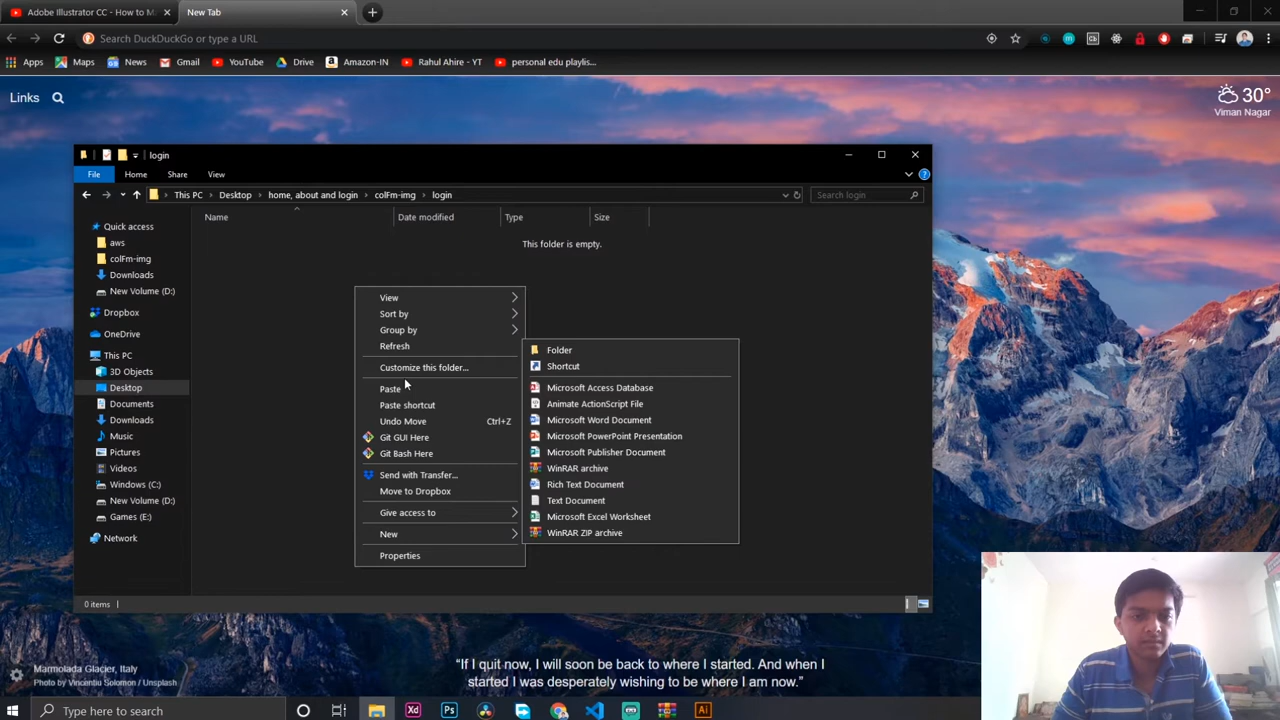 Adobe Illustrator CC - How to M
New Tab
Search DuckDuckGo or type a URL
Apps
Maps
News
Gmail
YouTube
Drive
Amazon-IN
Rahul Ahire - YT
personal edu playlis...
Links
30°
Viman Nagar
login
File
Home
Share
View
This PC
Desktop
home, about and login
colFm-img
login
Search login
Name
Date modified
Type
Size
This folder is empty.
Quick access
aws
colFm-img
Downloads
New Volume (D:)
Dropbox
OneDrive
This PC
3D Objects
Desktop
Documents
Downloads
Music
Pictures
Videos
Windows (C:)
New Volume (D:)
Games (E:)
Network
View
Sort by
Group by
Refresh
Customize this folder...
Paste
Paste shortcut
Undo Move Ctrl+Z
Git GUI Here
Git Bash Here
Send with Transfer...
Move to Dropbox
Give access to
New
Properties
Folder
Shortcut
Microsoft Access Database
Animate ActionScript File
Microsoft Word Document
Microsoft PowerPoint Presentation
Microsoft Publisher Document
WinRAR archive
Rich Text Document
Text Document
Microsoft Excel Worksheet
WinRAR ZIP archive
0 items
Marmolada Glacier, Italy
Photo by Vincentiu Solomon / Unsplash
“If I quit now, I will soon be back to where I started. And when I
started I was desperately wishing to be where I am now.”
Type here to search
Xd
Ps
Ai